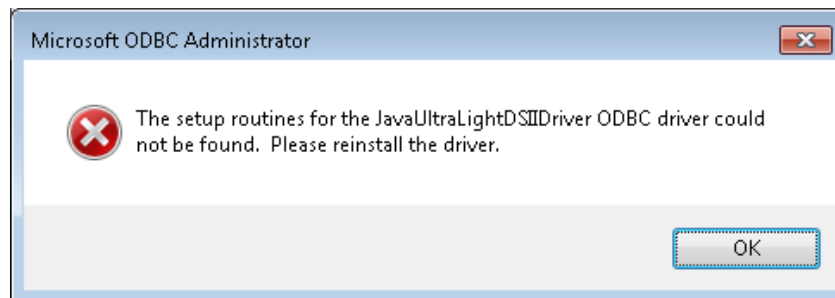 Microsoft ODBC Administrator
The setup routines for the JavaUltraLightDSIIDriver ODBC driver could
not be found. Please reinstall the driver.
OK